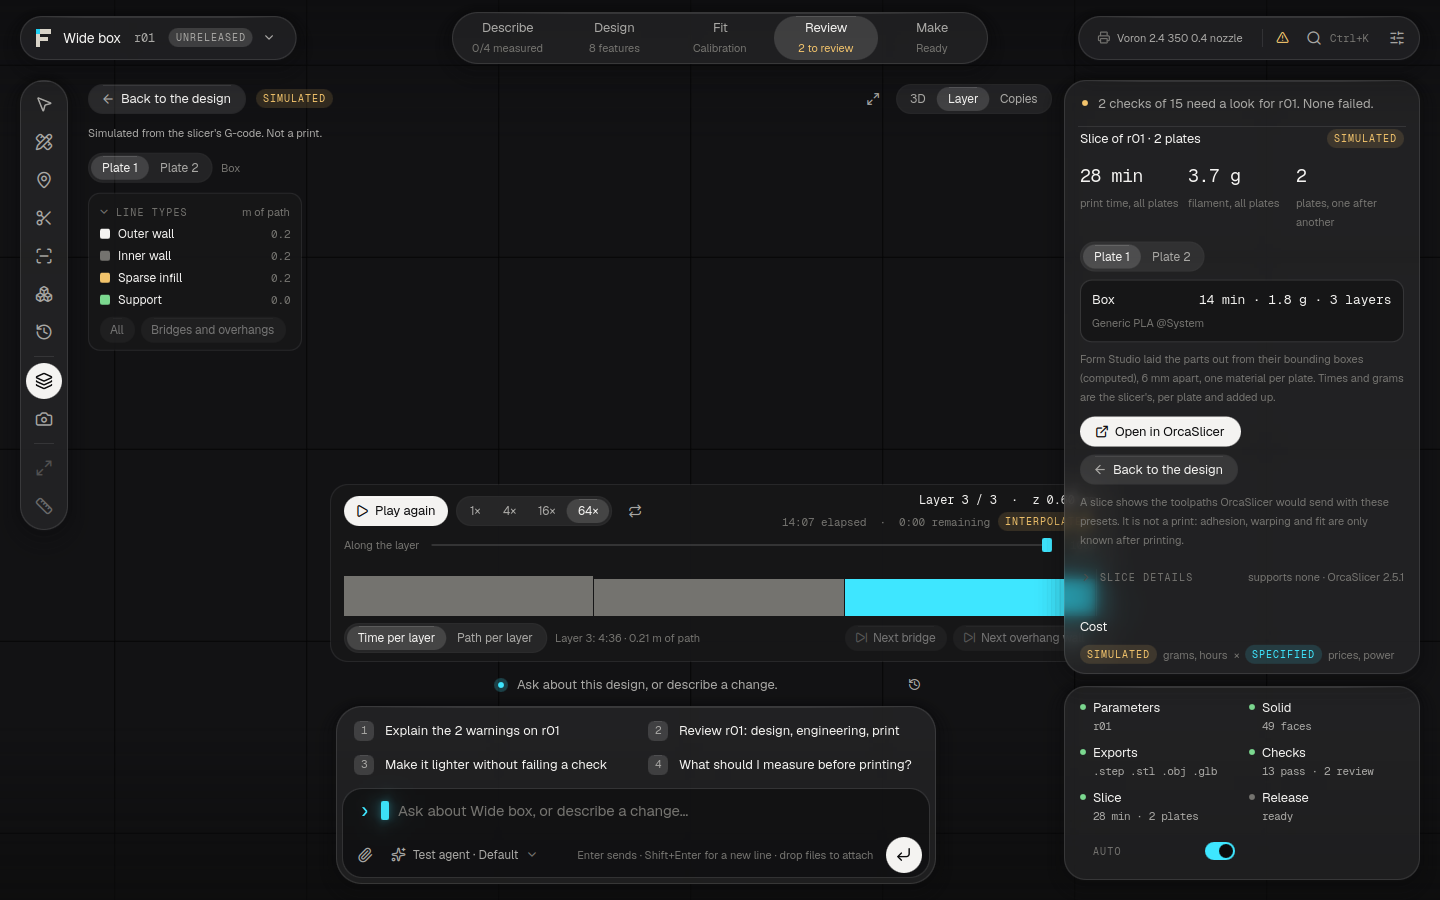 Wide box r01 UNRELEASED
Describe
0/4 measured
Design
8 features
Fit
Calibration
Review
2 to review
Make
Ready
Voron 2.4 350 0.4 nozzle
Ctrl+K
Back to the design
SIMULATED
Simulated from the slicer's G-code. Not a print.
Plate 1 Plate 2 Box
LINE TYPES m of path
Outer wall 0.2
Inner wall 0.2
Sparse infill 0.2
Support 0.0
All Bridges and overhangs
3D Layer Copies
Play again 1× 4× 16× 64×
Layer 3 / 3 · z 0.6
14:07 elapsed · 0:00 remaining INTERPOLA
Along the layer
Time per layer Path per layer Layer 3: 4:36 · 0.21 m of path Next bridge Next overhang
Ask about this design, or describe a change.
1 Explain the 2 warnings on r01
2 Review r01: design, engineering, print
3 Make it lighter without failing a check
4 What should I measure before printing?
› Ask about Wide box, or describe a change...
Test agent · Default
Enter sends · Shift+Enter for a new line · drop files to attach
2 checks of 15 need a look for r01. None failed.
Slice of r01 · 2 plates SIMULATED
28 min 3.7 g 2
print time, all plates filament, all plates plates, one after
another
Plate 1 Plate 2
Box 14 min · 1.8 g · 3 layers
Generic PLA @System
Form Studio laid the parts out from their bounding boxes
(computed), 6 mm apart, one material per plate. Times and grams
are the slicer's, per plate and added up.
Open in OrcaSlicer
Back to the design
A slice shows the toolpaths OrcaSlicer would send with these
presets. It is not a print: adhesion, warping and fit are only
known after printing.
SLICE DETAILS supports none · OrcaSlicer 2.5.1
Cost
SIMULATED grams, hours × SPECIFIED prices, power
Parameters
r01
Solid
49 faces
Exports
.step .stl .obj .glb
Checks
13 pass · 2 review
Slice
28 min · 2 plates
Release
ready
AUTO